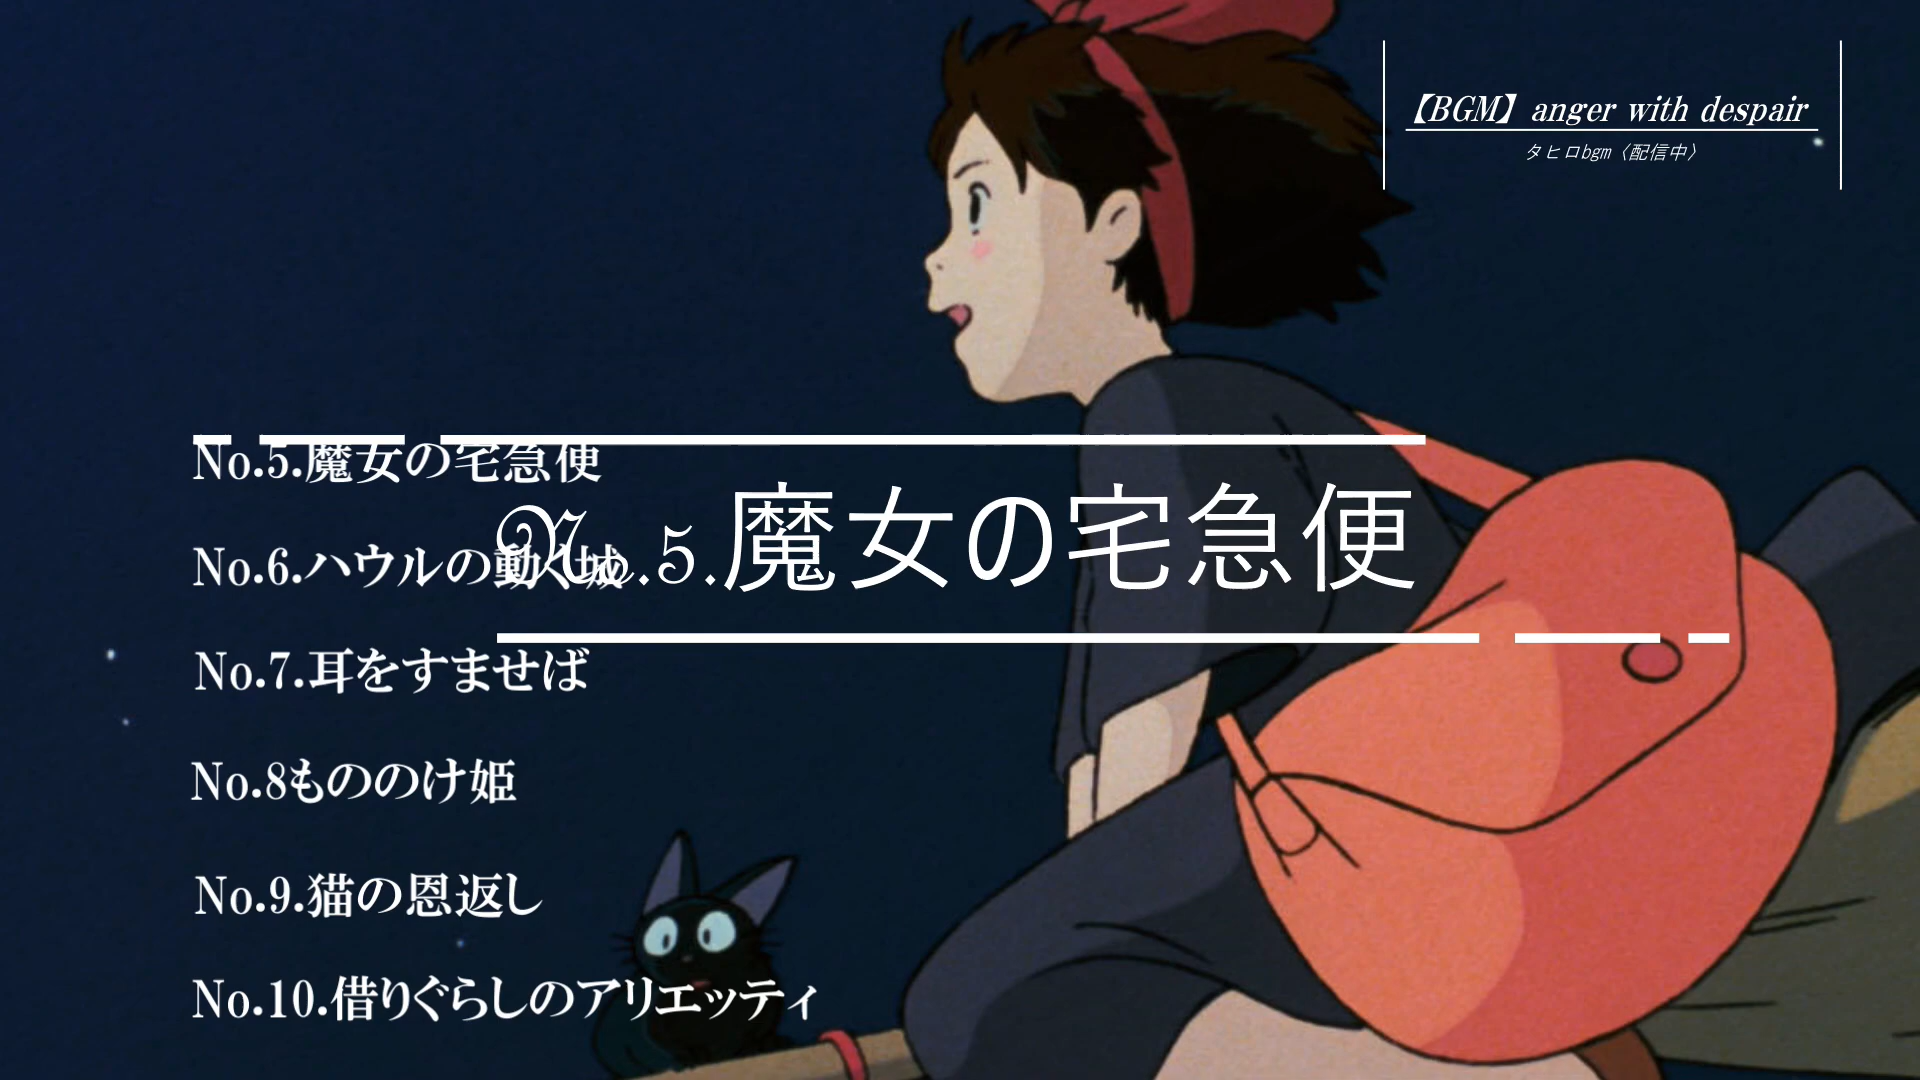 【BGM】anger with despair
タヒロbgm〈配信中〉
No.5.魔女の宅急便
No.5.魔女の宅急便
No.6.ハウルの動く城
No.7.耳をすませば
No.8もののけ姫
No.9.猫の恩返し
No.10.借りぐらしのアリエッティ